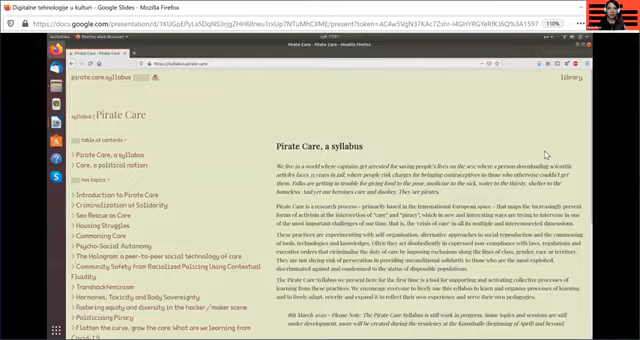 Digitalne tehnologije u kulturi - Google Slides - Mozilla Firefox
110%
Firefox Web Browser
Pirate Care - Pirate Care - Mozilla Firefox
Pirate Care - Pirate Care
https://syllabus.pirate.care
pirate.care.syllabus
library.
syllabus | Pirate Care
table of contents
Pirate Care, a syllabus
Care, a political notion
has topics
Introduction to Pirate Care
Criminalization of Solidarity
Sea Rescue as Care
Housing Struggles
Commoning Care
Psycho-Social Autonomy
The Hologram: a peer-to-peer social technology of care
Community Safety from Racialized Policing Using Contextual
Fluidity
Transhackfeminism
Hormones, Toxicity and Body Sovereignty
Fostering equity and diversity in the hacker/maker scene
Politicising Piracy
Flatten the curve, grow the care: What are we learning from
Covid-19
Pirate Care, a syllabus
We live in a world where captains get arrested for saving people's lives on the sea; where a person downloading scientific
articles faces 35 years in jail; where people risk charges for bringing contraceptives to those who otherwise couldn't get
them. Folks are getting in trouble for giving food to the poor, medicine to the sick, water to the thirsty, shelter to the
homeless. And yet our heroines care and disobey. They are pirates.
Pirate Care is a research process - primarily based in the transnational European space - that maps the increasingly present
forms of activism at the intersection of "care" and "piracy", which in new and interesting ways are trying to intervene in one
of the most important challenges of our time, that is, the 'crisis of care' in all its multiple and interconnected dimensions.
These practices are experimenting with self-organisation, alternative approaches to social reproduction and the commoning
of tools, technologies and knowledges. Often they act disobediently in expressed non-compliance with laws, regulations and
executive orders that criminalise the duty of care by imposing exclusions along the lines of class, gender, race or territory.
They are not shying risk of persecution in providing unconditional solidarity to those who are the most exploited,
discriminated against and condemned to the status of disposable populations.
The Pirate Care Syllabus we present here for the first time is a tool for supporting and activating collective processes of
learning from these practices. We encourage everyone to freely use this syllabus to learn and organise processes of learning
and to freely adapt, rewrite and expand it to reflect their own experience and serve their own pedagogies.
8th March 2020 - Please Note: The Pirate Care Syllabus is still work in progress. Some topics and sessions are
still under development, more will be created during the residency at the Kunsthalle (beginning of April) and beyond